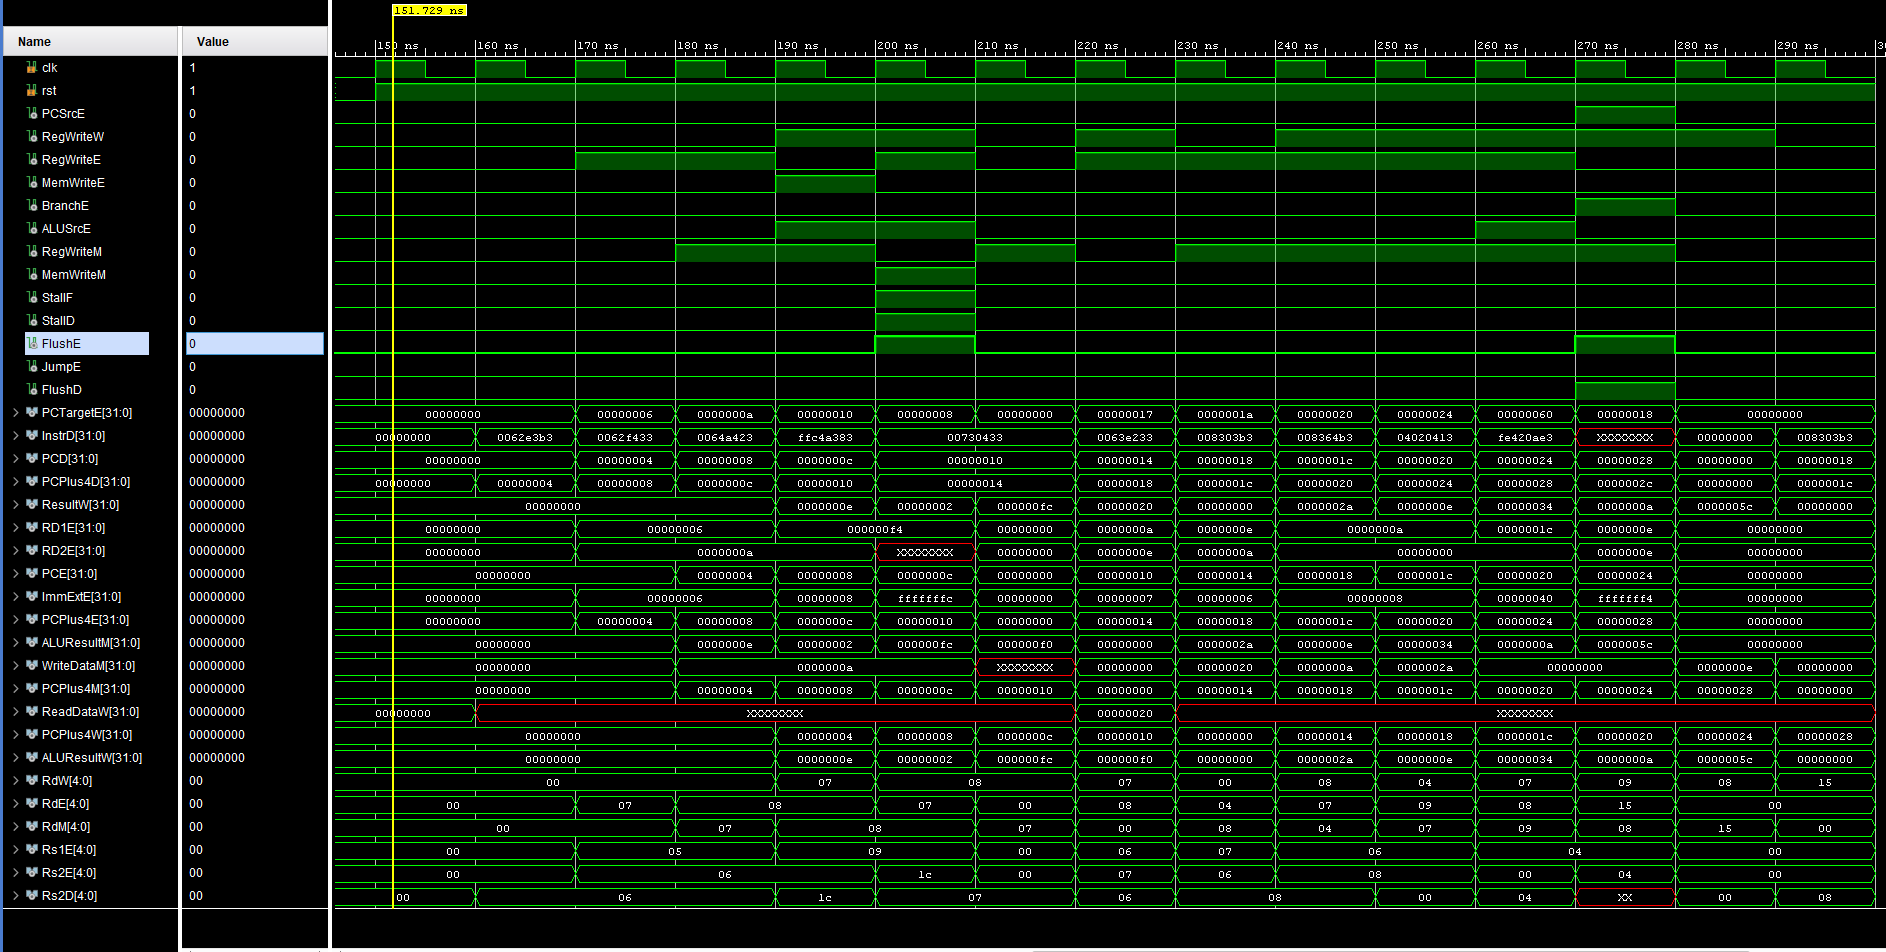 151.729 ns
Name Value
150 ns 160 ns 170 ns 180 ns 190 ns 200 ns 210 ns 220 ns 230 ns 240 ns 250 ns 260 ns 270 ns 280 ns 290 ns
clk 1
rst 1
PCSrcE 0
RegWriteW 0
RegWriteE 0
MemWriteE 0
BranchE 0
ALUSrcE 0
RegWriteM 0
MemWriteM 0
StallF 0
StallD 0
FlushE 0
JumpE 0
FlushD 0
PCTargetE[31:0] 00000000 00000000 00000006 0000000a 00000010 00000008 00000000 00000017 0000001a 00000020 00000024 00000060 00000018 00000000
InstrD[31:0] 00000000 00000000 0062e3b3 0062f433 0064a423 ffc4a383 00730433 0063e233 008303b3 008364b3 04020413 fe420ae3 XXXXXXXX 00000000 008303b3
PCD[31:0] 00000000 00000000 00000004 00000008 0000000c 00000010 00000014 00000018 0000001c 00000020 00000024 00000028 00000000 00000018
PCPlus4D[31:0] 00000000 00000000 00000004 00000008 0000000c 00000010 00000014 00000018 0000001c 00000020 00000024 00000028 0000002c 00000000 0000001c
ResultW[31:0] 00000000 00000000 0000000e 00000002 000000fc 00000020 00000000 0000002a 0000000e 00000034 0000000a 0000005c 00000000
RD1E[31:0] 00000000 00000000 00000006 000000f4 00000000 0000000a 0000000e 0000000a 0000001c 0000000e 00000000
RD2E[31:0] 00000000 00000000 0000000a XXXXXXXX 00000000 0000000e 0000000a 00000000 0000000e 00000000
PCE[31:0] 00000000 00000000 00000004 00000008 0000000c 00000000 00000010 00000014 00000018 0000001c 00000020 00000024 00000000
ImmExtE[31:0] 00000000 00000000 00000006 00000008 fffffffc 00000000 00000007 00000006 00000008 00000040 fffffff4 00000000
PCPlus4E[31:0] 00000000 00000000 00000004 00000008 0000000c 00000010 00000000 00000014 00000018 0000001c 00000020 00000024 00000028 00000000
ALUResultM[31:0] 00000000 00000000 0000000e 00000002 000000fc 000000f0 00000000 0000002a 0000000e 00000034 0000000a 0000005c 00000000
WriteDataM[31:0] 00000000 00000000 0000000a XXXXXXXX 00000000 00000020 0000000a 0000002a 00000000 0000000e 00000000
PCPlus4M[31:0] 00000000 00000000 00000004 00000008 0000000c 00000010 00000000 00000014 00000018 0000001c 00000020 00000024 00000028 00000000
ReadDataW[31:0] 00000000 00000000 XXXXXXXX 00000020 XXXXXXXX
PCPlus4W[31:0] 00000000 00000000 00000004 00000008 0000000c 00000010 00000000 00000014 00000018 0000001c 00000020 00000024 00000028
ALUResultW[31:0] 00000000 00000000 0000000e 00000002 000000fc 000000f0 00000000 0000002a 0000000e 00000034 0000000a 0000005c 00000000
RdW[4:0] 00 00 07 08 07 00 08 04 07 09 08 15
RdE[4:0] 00 00 07 08 07 00 08 04 07 09 08 15 00
RdM[4:0] 00 00 07 08 07 00 08 04 07 09 08 15 00
Rs1E[4:0] 00 00 05 09 00 06 07 06 04 00
Rs2E[4:0] 00 00 06 1c 00 07 06 08 00 04 00
Rs2D[4:0] 00 00 06 1c 07 06 08 00 04 XX 00 08